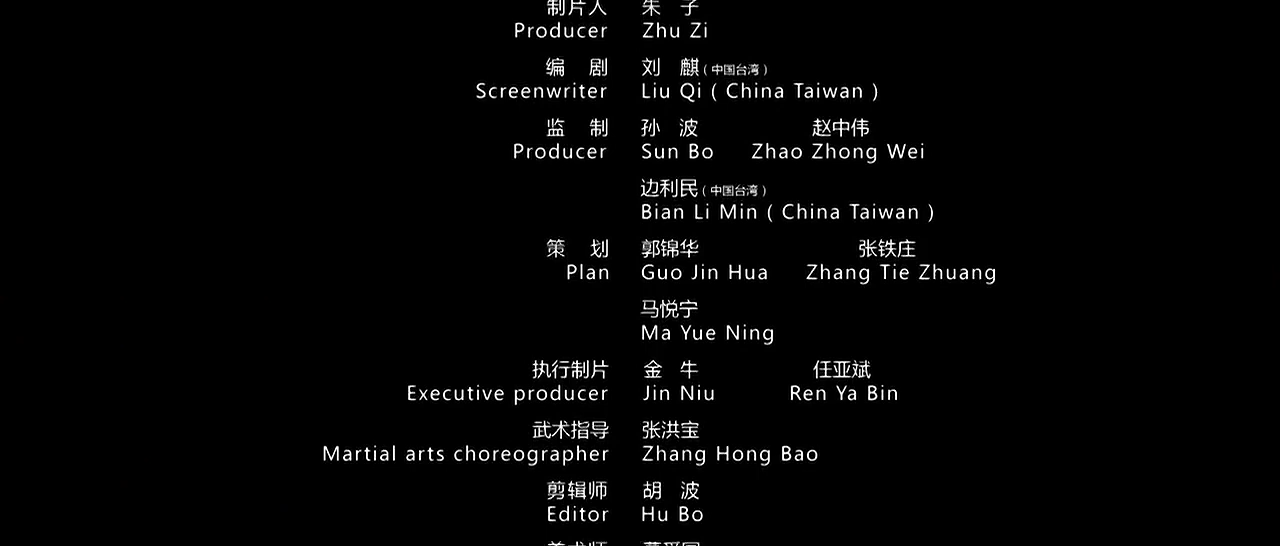 制片人 朱 子
Producer Zhu Zi
编 剧 刘 麒（中国台湾）
Screenwriter Liu Qi ( China Taiwan )
监 制 孙 波 赵中伟
Producer Sun Bo Zhao Zhong Wei
边利民（中国台湾）
Bian Li Min ( China Taiwan )
策 划 郭锦华 张铁庄
Plan Guo Jin Hua Zhang Tie Zhuang
马悦宁
Ma Yue Ning
执行制片 金 牛 任亚斌
Executive producer Jin Niu Ren Ya Bin
武术指导 张洪宝
Martial arts choreographer Zhang Hong Bao
剪辑师 胡 波
Editor Hu Bo